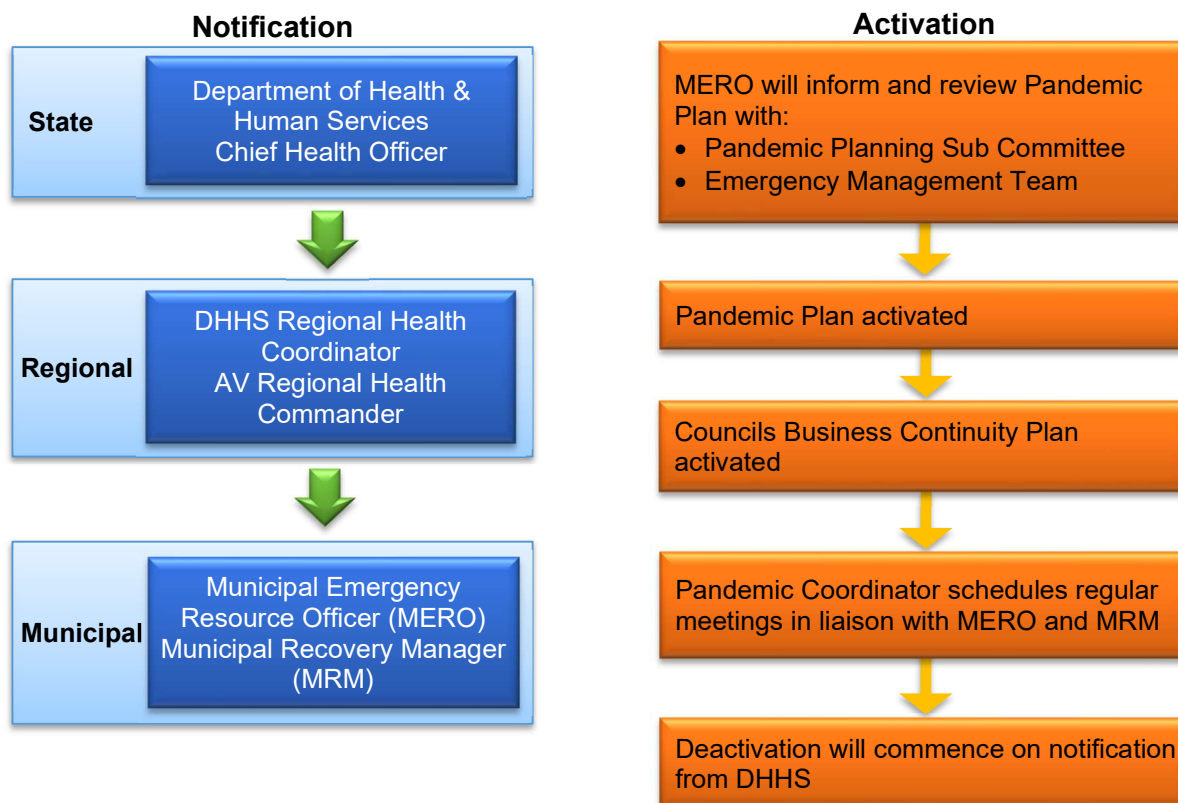 Notification
State
Department of Health &
Human Services
Chief Health Officer
Regional
DHHS Regional Health
Coordinator
AV Regional Health
Commander
Municipal
Municipal Emergency
Resource Officer (MERO)
Municipal Recovery Manager
(MRM)
Activation
MERO will inform and review Pandemic
Plan with:
• Pandemic Planning Sub Committee
• Emergency Management Team
Pandemic Plan activated
Councils Business Continuity Plan
activated
Pandemic Coordinator schedules regular
meetings in liaison with MERO and MRM
Deactivation will commence on notification
from DHHS